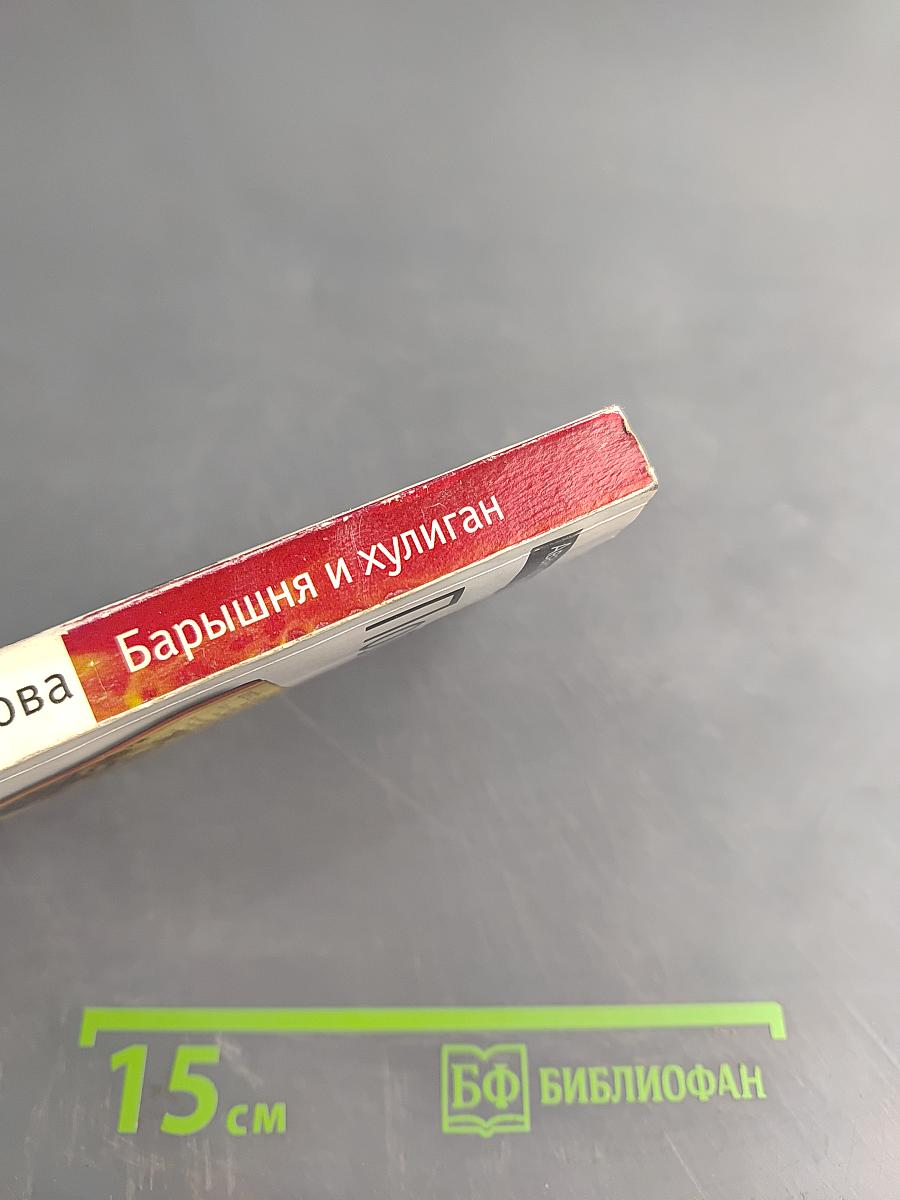 ова Барышня и хулиган
15 см
БФ БИБЛИОФАН